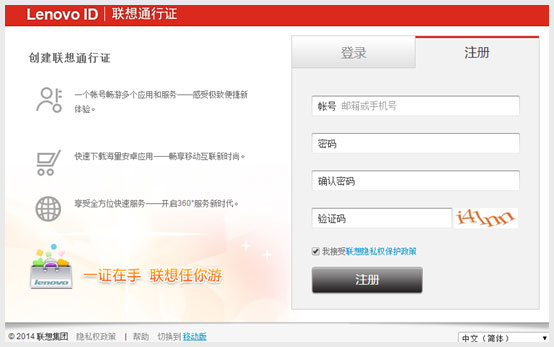 Lenovo ID | 联想通行证
创建联想通行证
一个帐号畅游多个应用和服务——感受极致便捷新
体验。
快速下载海量安卓应用——畅享移动互联新时尚。
享受全方位快速服务——开启360°服务新时代。
lenovo
一证在手 联想任你游
登录
注册
帐号 邮箱或手机号
密码
确认密码
验证码
i4lnn
我接受联想隐私权保护政策
注册
© 2014 联想集团 隐私权政策 | 帮助 切换到 移动版
中文（简体）